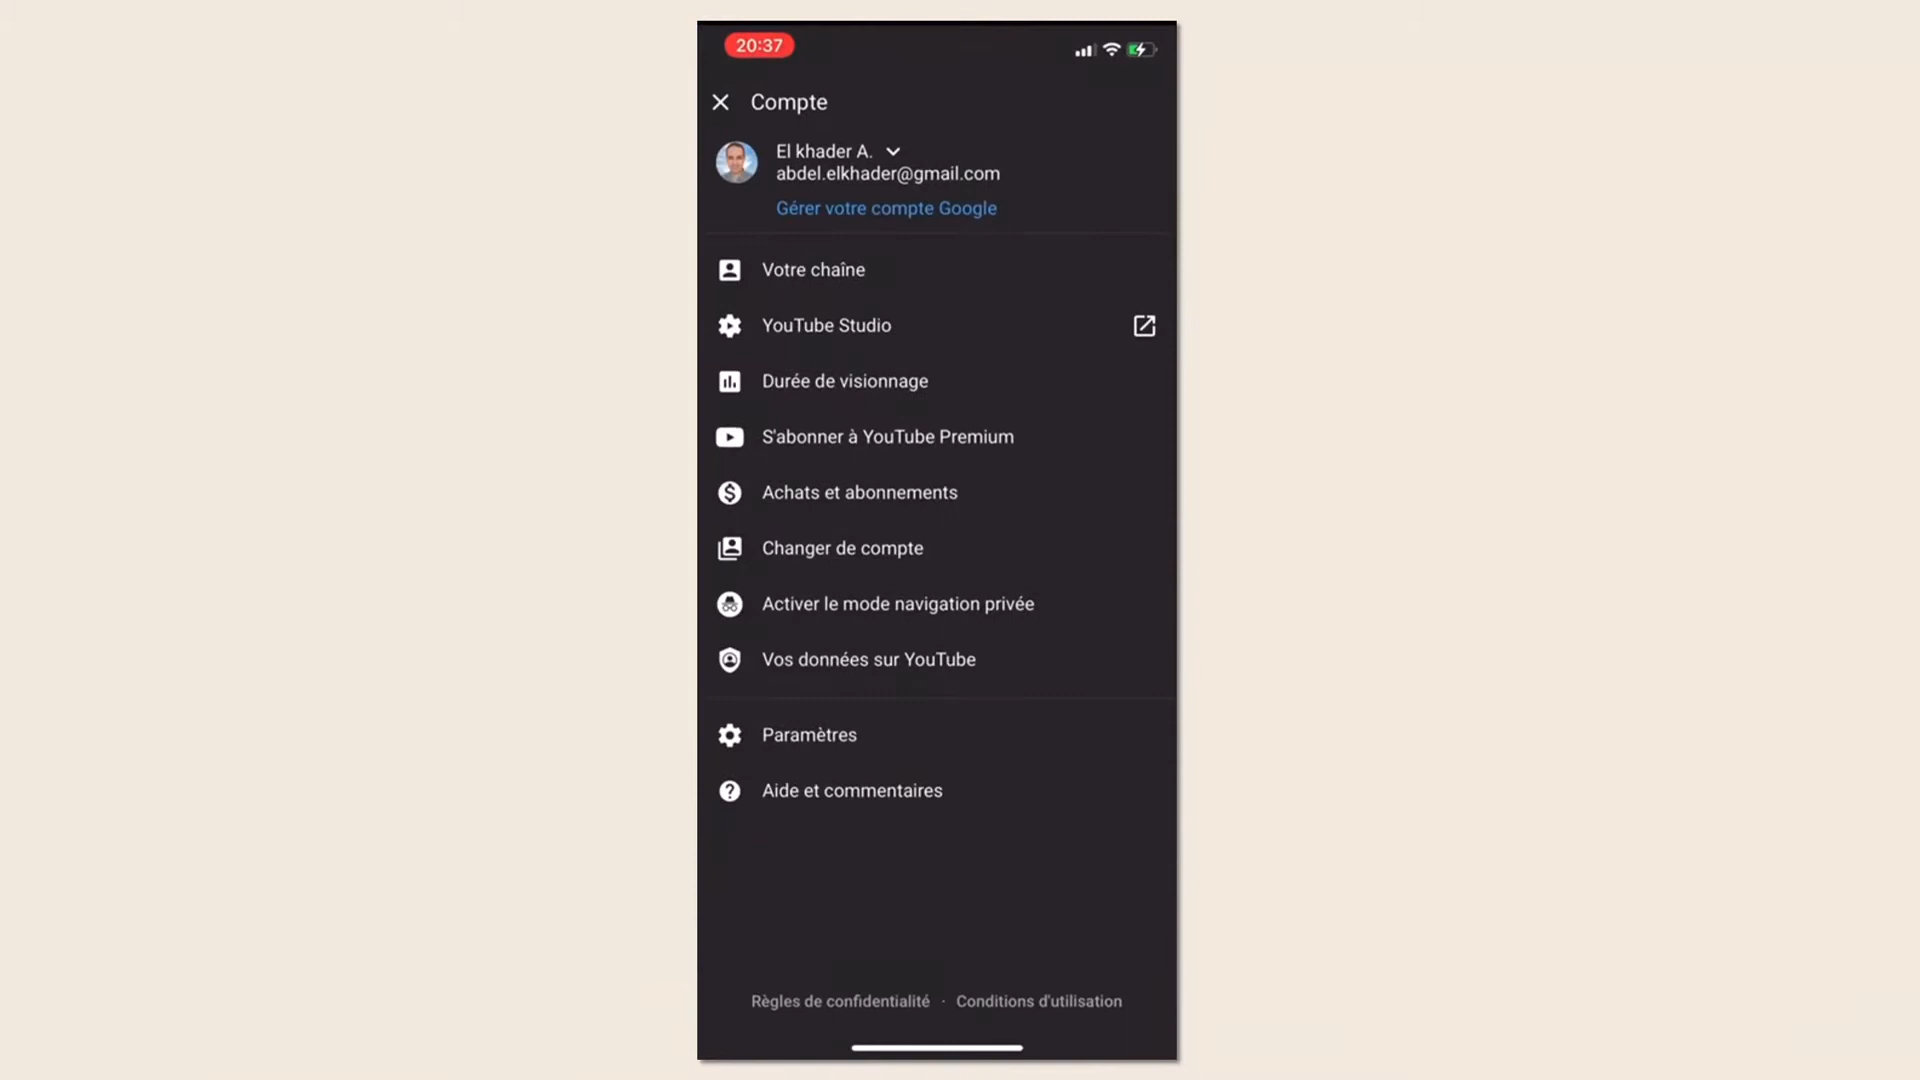 20:37
Compte
El khader A.
abdel.elkhader@gmail.com
Gérer votre compte Google
Votre chaîne
YouTube Studio
Durée de visionnage
S'abonner à YouTube Premium
Achats et abonnements
Changer de compte
Activer le mode navigation privée
Vos données sur YouTube
Paramètres
Aide et commentaires
Règles de confidentialité · Conditions d'utilisation